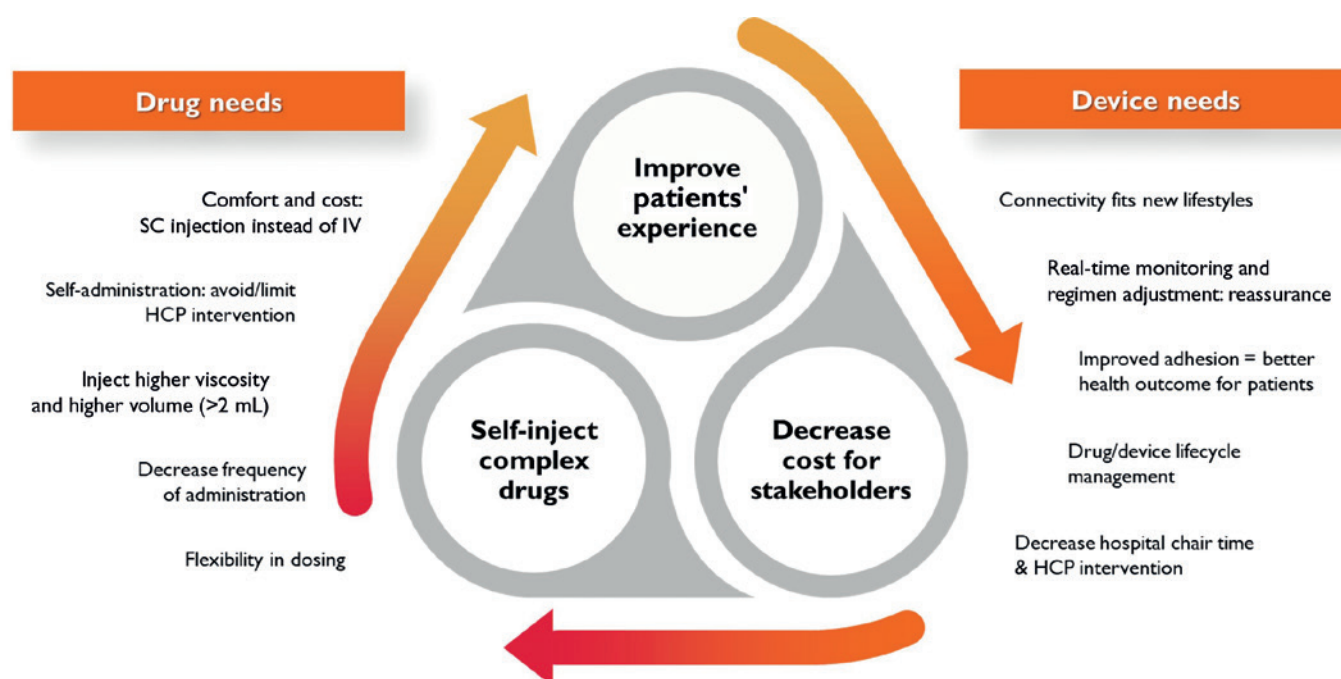 Drug needs
Comfort and cost:
SC injection instead of IV
Self-administration: avoid/limit
HCP intervention
Inject higher viscosity
and higher volume (>2 mL)
Decrease frequency
of administration
Flexibility in dosing
Improve
patients'
experience
Self-inject
complex
drugs
Decrease
cost for
stakeholders
Device needs
Connectivity fits new lifestyles
Real-time monitoring and
regimen adjustment: reassurance
Improved adhesion = better
health outcome for patients
Drug/device lifecycle
management
Decrease hospital chair time
& HCP intervention